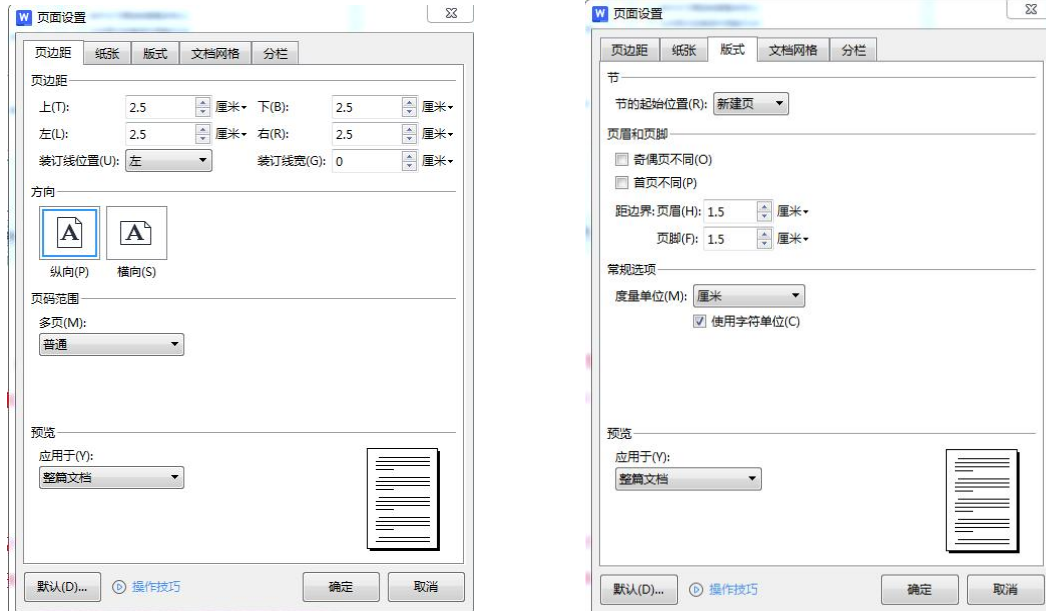 W 页面设置
页边距 纸张 版式 文档网格 分栏
页边距
上(T): 2.5 厘米 下(B): 2.5 厘米
左(L): 2.5 厘米 右(R): 2.5 厘米
装订线位置(U): 左 装订线宽(G): 0 厘米
方向
A A
纵向(P) 横向(S)
页码范围
多页(M):
普通
预览
应用于(Y):
整篇文档
默认(D)... 操作技巧 确定 取消
W 页面设置
页边距 纸张 版式 文档网格 分栏
节
节的起始位置(R): 新建页
页眉和页脚
奇偶页不同(O)
首页不同(P)
距边界: 页眉(H): 1.5 厘米
页脚(F): 1.5 厘米
常规选项
度量单位(M): 厘米
使用字符单位(C)
预览
应用于(Y):
整篇文档
默认(D)... 操作技巧 确定 取消